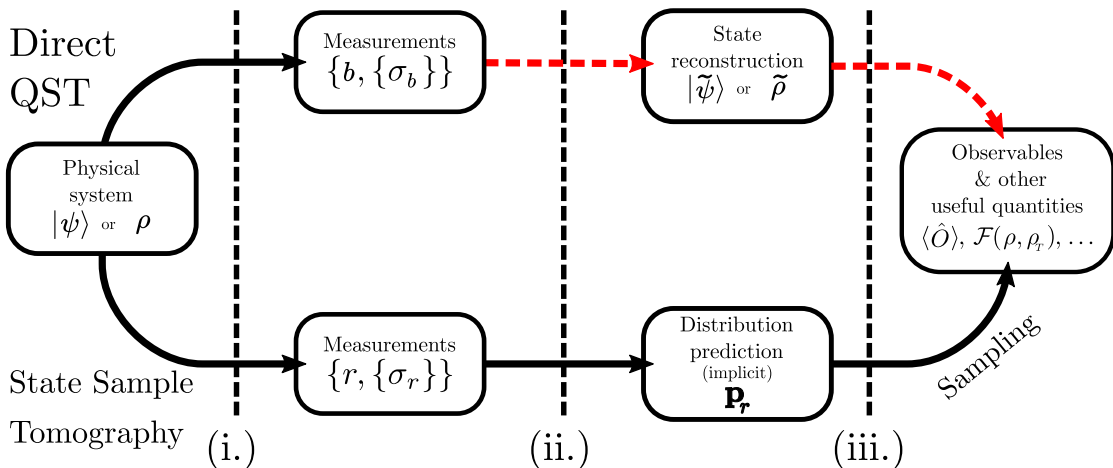 Direct
QST
Physical
system
|ψ⟩ or ρ
Measurements
{b, {σ_b}}
State
reconstruction
|ψ̃⟩ or ρ̃
Observables
& other
useful quantities
⟨Ô⟩, ℱ(ρ, ρ_T), …
Measurements
{r, {σ_r}}
Distribution
prediction
(implicit)
p_r
Sampling
State Sample
Tomography
(i.)
(ii.)
(iii.)